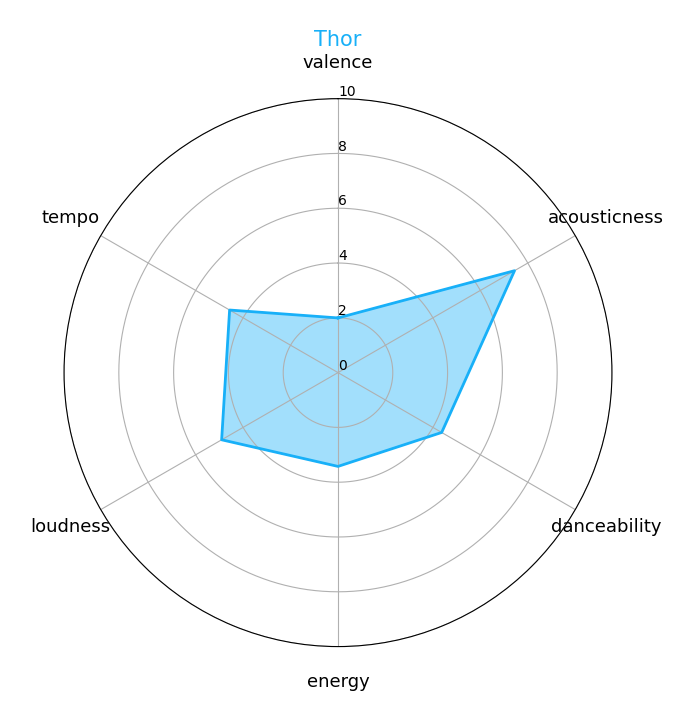 Thor
valence
10
8
tempo
6
acousticness
4
2
0
loudness
danceability
energy